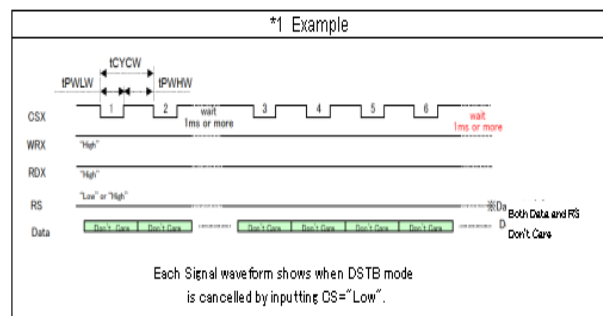 *1 Example
tCYCW
tPWLW
tPWHW
CSX
1
2
wait
1ms or more
3
4
5
6
wait
1ms or more
WRX
"High"
RDX
"High"
RS
"Low" or "High"
※Da
Both Data and RS
Data
Don't Care
Don't Care
Don't Care
Don't Care
Don't Care
Don't Care
D
Don't Care
Each Signal waveform shows when DSTB mode
is cancelled by inputting CS="Low".